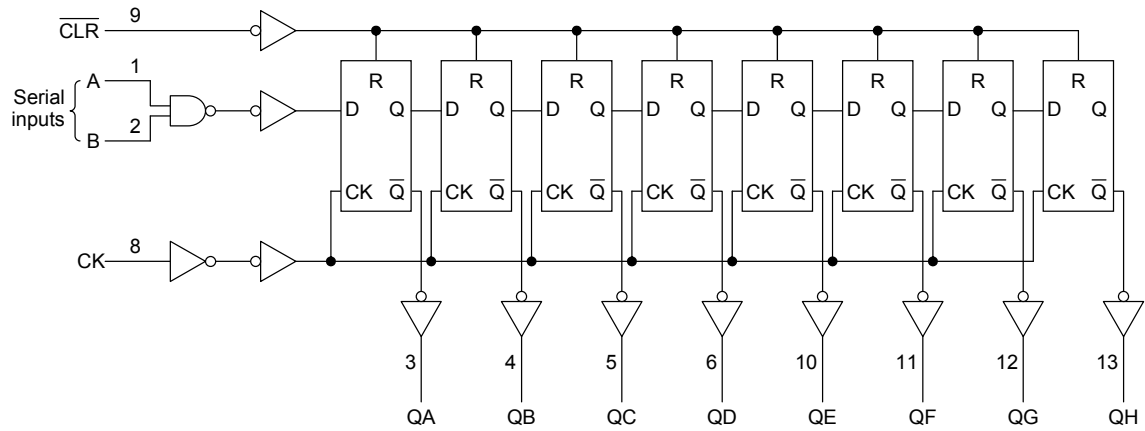 CLR 9
R R R R R R R R
Serial inputs
A 1
B 2
D Q D Q D Q D Q D Q D Q D Q D Q
CK Q CK Q CK Q CK Q CK Q CK Q CK Q CK Q
CK 8
3 4 5 6 10 11 12 13
QA QB QC QD QE QF QG QH